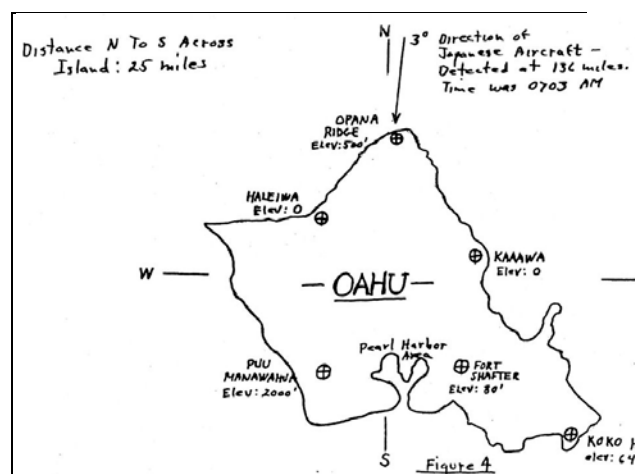 Distance N To S Across
Island: 25 miles
N
3° Direction of
Japanese Aircraft –
Detected at 136 miles.
Time was 0703 AM
OPANA
RIDGE
Elev: 500'
HALEIWA
Elev: 0
KAAAWA
Elev: 0
W
– OAHU –
Pearl Harbor
Area
PUU
MANAWAHUA
Elev: 2000'
FORT
SHAFTER
Elev: 80'
KOKO H
elev: 64
S
Figure 4